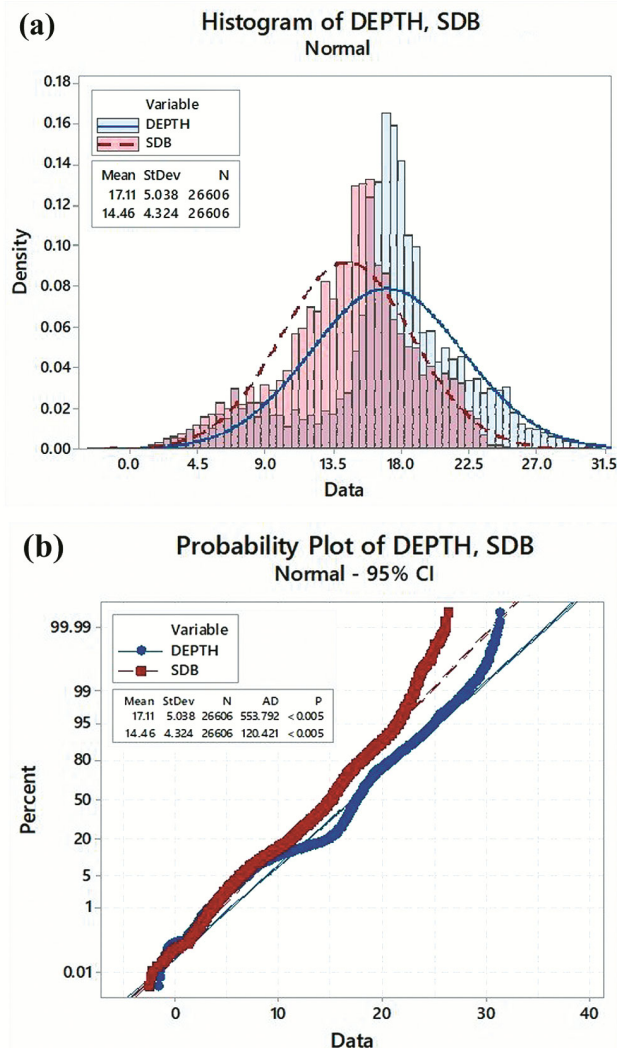 (a)
Histogram of DEPTH, SDB
Normal
0.18
0.16
0.14
0.12
0.10
0.08
0.06
0.04
0.02
0.00
Density
Variable
DEPTH
SDB
Mean StDev N
17.11 5.038 26606
14.46 4.324 26606
0.0 4.5 9.0 13.5 18.0 22.5 27.0 31.5
Data
(b)
Probability Plot of DEPTH, SDB
Normal - 95% CI
99.99
99
95
80
50
20
5
1
0.01
Percent
Variable
DEPTH
SDB
Mean StDev N AD P
17.11 5.038 26606 553.792 <0.005
14.46 4.324 26606 120.421 <0.005
0 10 20 30 40
Data